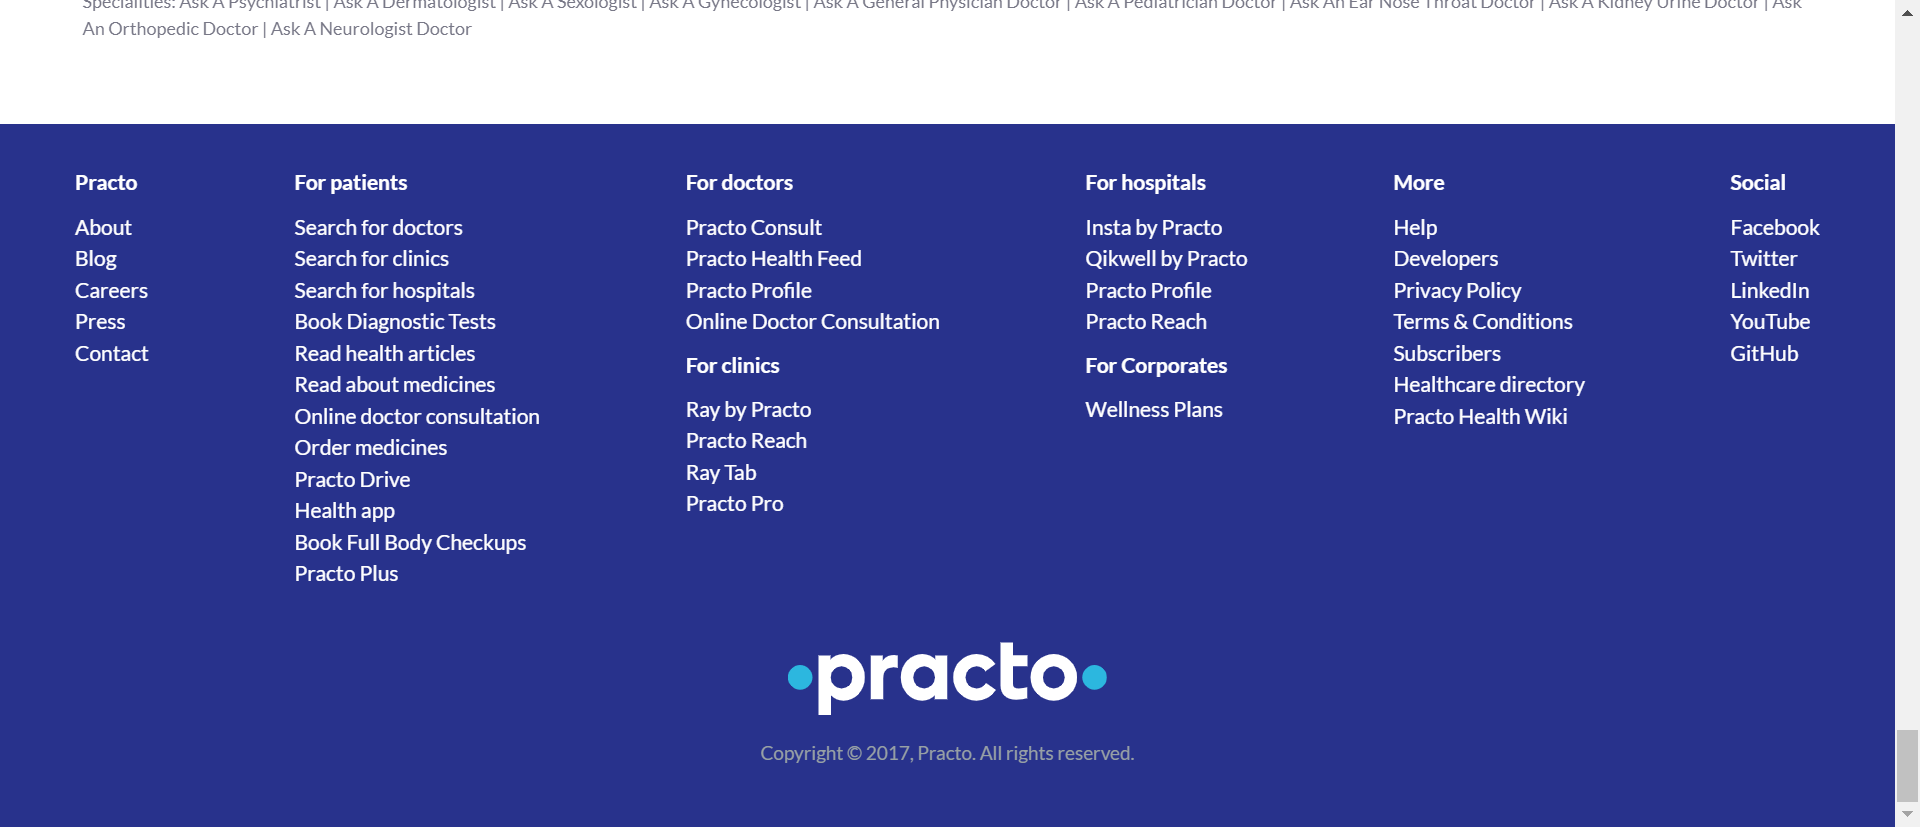 Specialities: Ask A Psychiatrist | Ask A Dermatologist | Ask A Sexologist | Ask A Gynecologist | Ask A General Physician Doctor | Ask A Pediatrician Doctor | Ask An Ear Nose Throat Doctor | Ask A Kidney Urine Doctor | Ask
An Orthopedic Doctor | Ask A Neurologist Doctor
Practo
About
Blog
Careers
Press
Contact
For patients
Search for doctors
Search for clinics
Search for hospitals
Book Diagnostic Tests
Read health articles
Read about medicines
Online doctor consultation
Order medicines
Practo Drive
Health app
Book Full Body Checkups
Practo Plus
For doctors
Practo Consult
Practo Health Feed
Practo Profile
Online Doctor Consultation
For clinics
Ray by Practo
Practo Reach
Ray Tab
Practo Pro
For hospitals
Insta by Practo
Qikwell by Practo
Practo Profile
Practo Reach
For Corporates
Wellness Plans
More
Help
Developers
Privacy Policy
Terms & Conditions
Subscribers
Healthcare directory
Practo Health Wiki
Social
Facebook
Twitter
LinkedIn
YouTube
GitHub
practo
Copyright © 2017, Practo. All rights reserved.